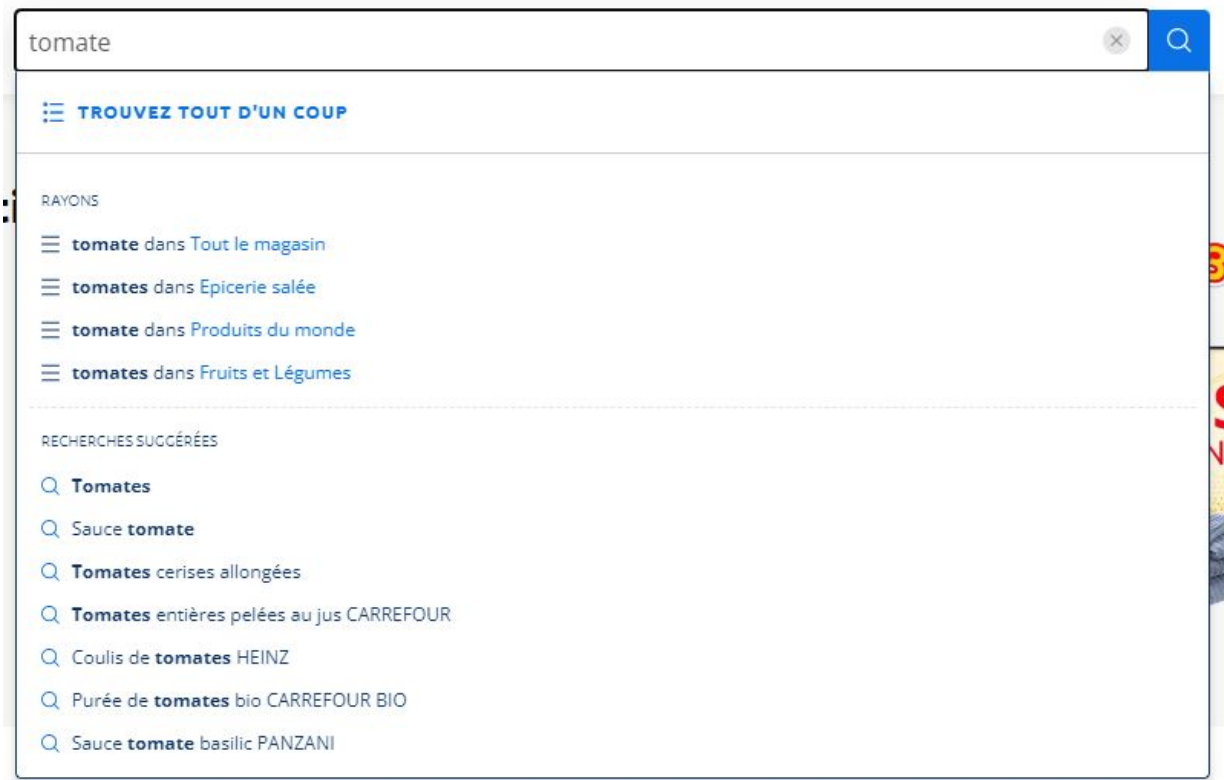 tomate
TROUVEZ TOUT D'UN COUP
RAYONS
tomate dans Tout le magasin
tomates dans Epicerie salée
tomate dans Produits du monde
tomates dans Fruits et Légumes
RECHERCHES SUGGÉRÉES
Tomates
Sauce tomate
Tomates cerises allongées
Tomates entières pelées au jus CARREFOUR
Coulis de tomates HEINZ
Purée de tomates bio CARREFOUR BIO
Sauce tomate basilic PANZANI